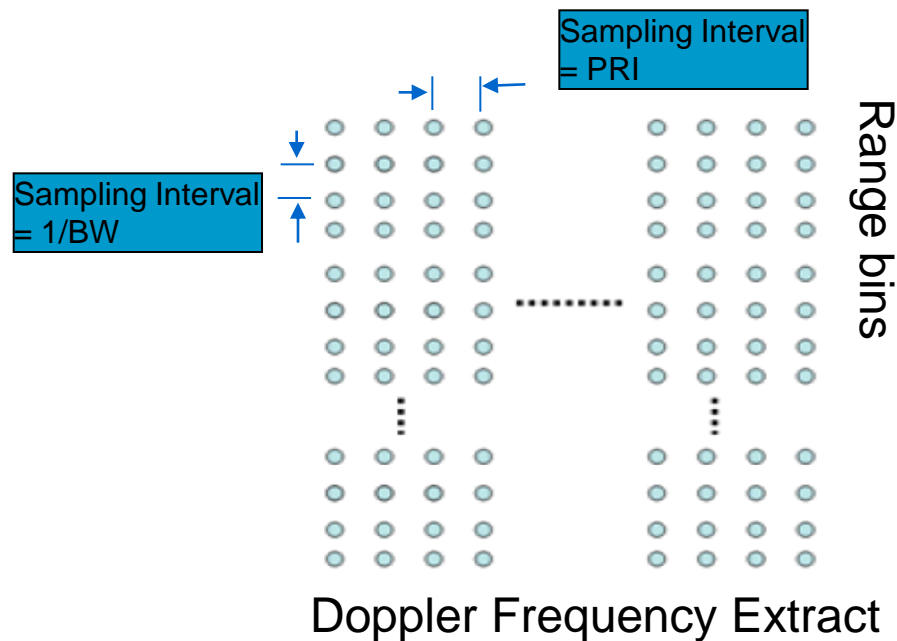 Sampling Interval
= PRI
Sampling Interval
= 1/BW
Range bins
Doppler Frequency Extract